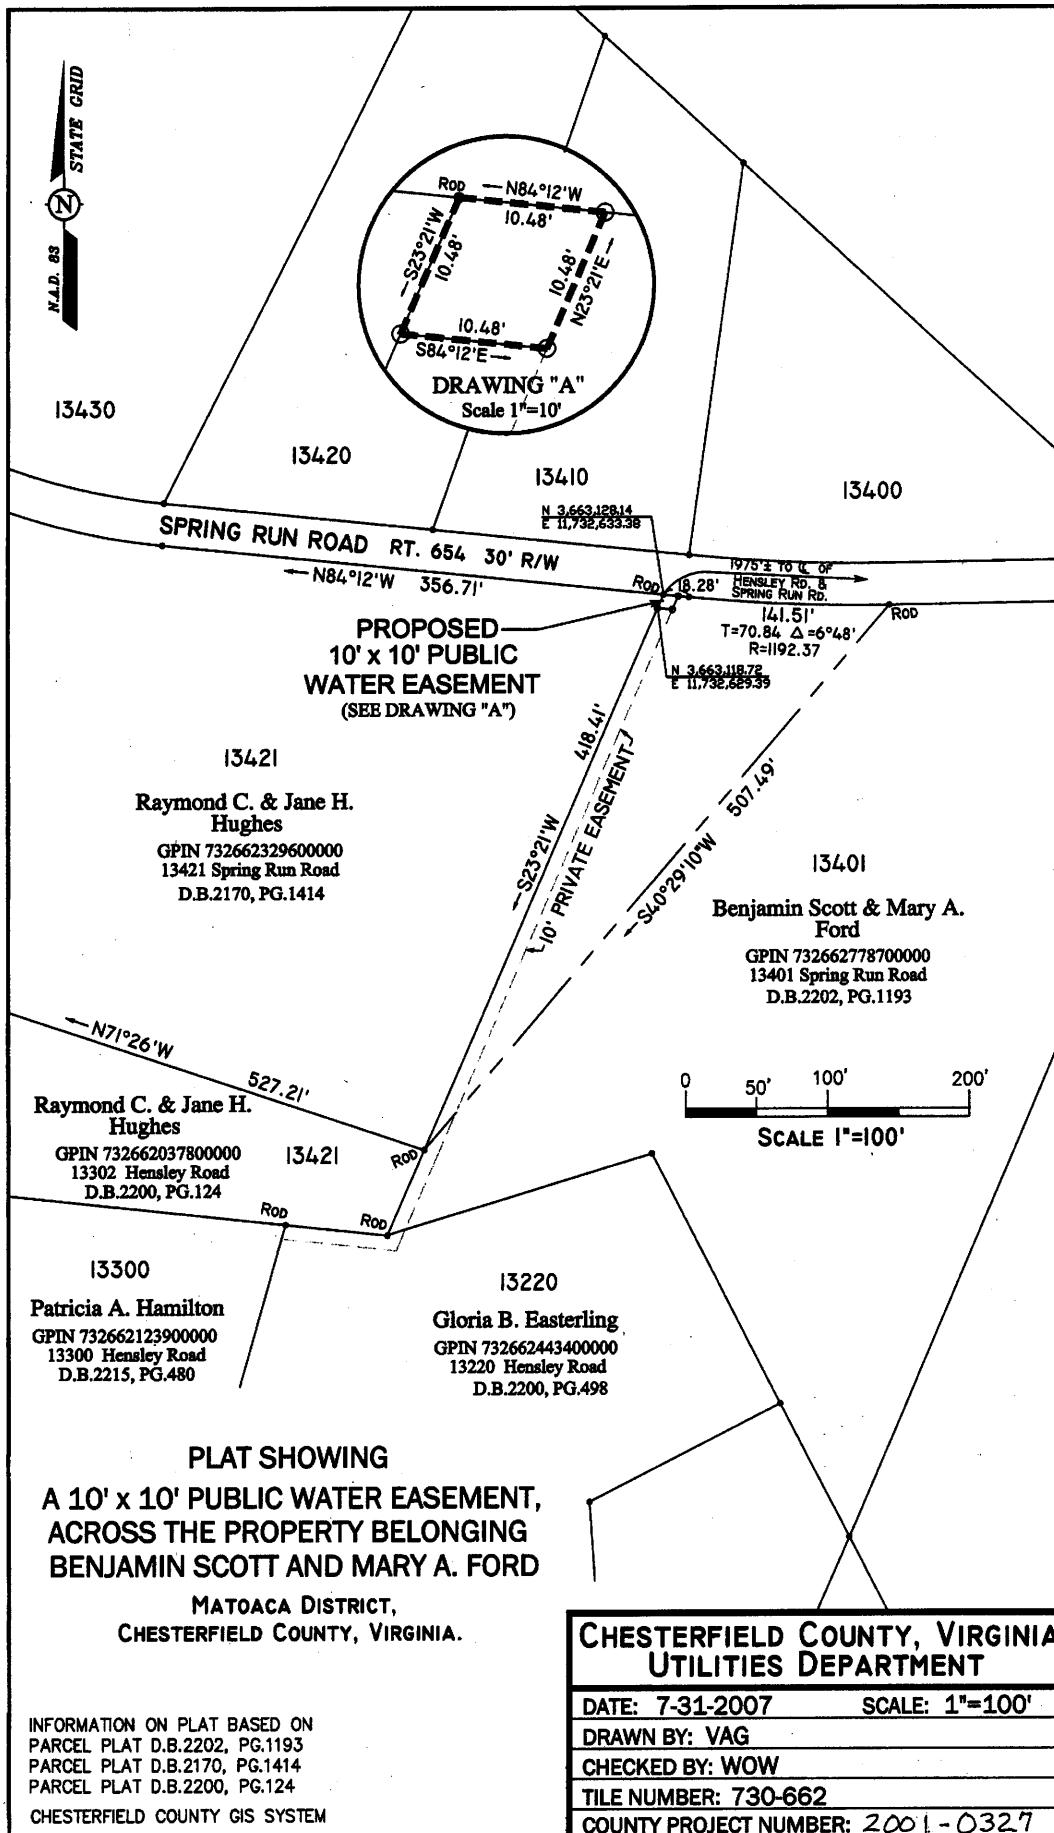 STATE GRID
N
N.A.D. 83
ROD
N84°12'W
10.48'
S23°21'W
10.48'
10.48'
N23°21'E
10.48'
S84°12'E
DRAWING "A"
Scale 1"=10'
13430
13420
13410
13400
N 3,663,128.14
E 11,732,633.38
SPRING RUN ROAD RT. 654 30' R/W
N84°12'W 356.71'
ROD
18.28'
1975'± TO ℄ OF
HENSLEY RD. &
SPRING RUN RD.
ROD
141.51'
T=70.84 Δ=6°48'
R=1192.37
PROPOSED
10' x 10' PUBLIC
WATER EASEMENT
(SEE DRAWING "A")
N 3,663,118.72
E 11,732,629.39
418.41'
S23°21'W
10' PRIVATE EASEMENT
507.49'
S40°29'10"W
13421
Raymond C. & Jane H.
Hughes
GPIN 732662329600000
13421 Spring Run Road
D.B.2170, PG.1414
13401
Benjamin Scott & Mary A.
Ford
GPIN 732662778700000
13401 Spring Run Road
D.B.2202, PG.1193
N71°26'W
527.21'
0 50' 100' 200'
SCALE 1"=100'
Raymond C. & Jane H.
Hughes
GPIN 732662037800000
13302 Hensley Road
D.B.2200, PG.124
13421
ROD
ROD
ROD
13300
Patricia A. Hamilton
GPIN 732662123900000
13300 Hensley Road
D.B.2215, PG.480
13220
Gloria B. Easterling
GPIN 732662443400000
13220 Hensley Road
D.B.2200, PG.498
PLAT SHOWING
A 10' x 10' PUBLIC WATER EASEMENT,
ACROSS THE PROPERTY BELONGING
BENJAMIN SCOTT AND MARY A. FORD
MATOACA DISTRICT,
CHESTERFIELD COUNTY, VIRGINIA.
INFORMATION ON PLAT BASED ON
PARCEL PLAT D.B.2202, PG.1193
PARCEL PLAT D.B.2170, PG.1414
PARCEL PLAT D.B.2200, PG.124
CHESTERFIELD COUNTY GIS SYSTEM
CHESTERFIELD COUNTY, VIRGINIA
UTILITIES DEPARTMENT
DATE: 7-31-2007 SCALE: 1"=100'
DRAWN BY: VAG
CHECKED BY: WOW
TILE NUMBER: 730-662
COUNTY PROJECT NUMBER: 2001-0327